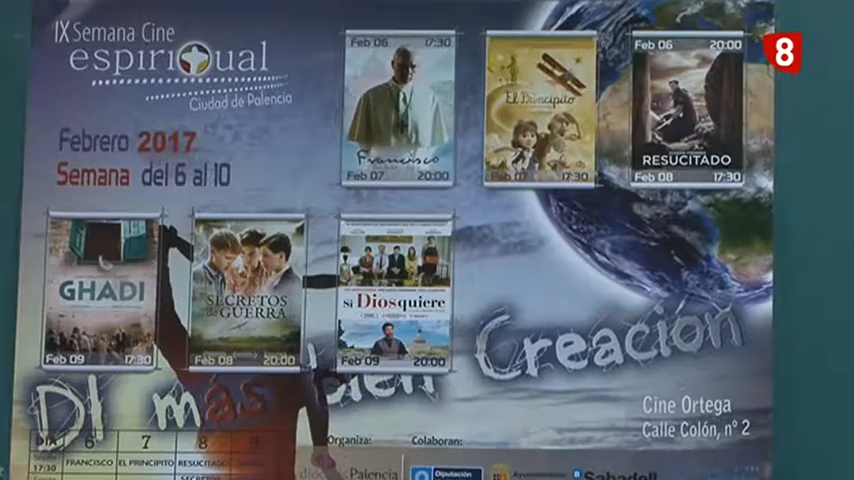 IX Semana Cine
espiritual
Ciudad de Palencia
Febrero 2017
Semana del 6 al 10
Feb 06 17:30
Francisco
Feb 07 20:00
El Principito
Feb 07 17:30
Feb 06 20:00
RESUCITADO
Feb 08 17:30
8
GHADI
Feb 09 17:30
SECRETOS
de GUERRA
Feb 08 20:00
si Dios quiere
Feb 09 20:00
DI más bien Creación
Cine Ortega
Calle Colón, nº 2
DIA 6 7 8 9
17:30 FRANCISCO EL PRINCIPITO RESUCITADO
Organiza: Colaboran:
Palencia
Diputación
Ayuntamiento
Sabadell